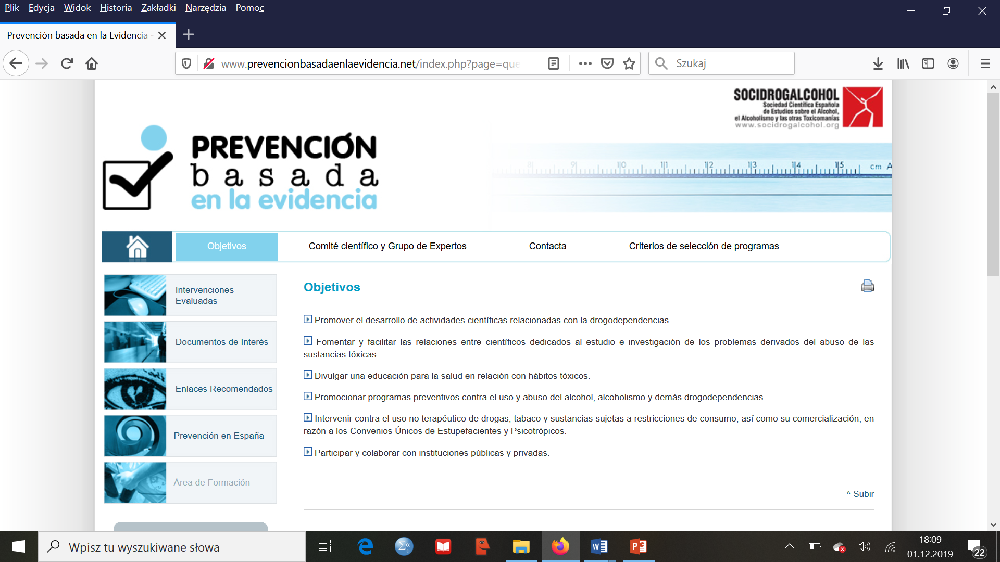 Plik Edycja Widok Historia Zakładki Narzędzia Pomoc
Prevención basada en la Evidencia -
www.prevencionbasadaenlaevidencia.net/index.php?page=que
Szukaj
SOCIDROGALCOHOL
Sociedad Científica Española
de Estudios sobre el Alcohol,
el Alcoholismo y las otras Toxicomanías
www.socidrogalcohol.org
PREVENCIÓN
basada
en la evidencia
8 9 10 11 12 13 14 15 cm A
Objetivos Comité científico y Grupo de Expertos Contacta Criterios de selección de programas
Intervenciones
Evaluadas
Documentos de Interés
Enlaces Recomendados
Prevención en España
Área de Formación
Objetivos
Promover el desarrollo de actividades científicas relacionadas con la drogodependencias.
Fomentar y facilitar las relaciones entre científicos dedicados al estudio e investigación de los problemas derivados del abuso de las
sustancias tóxicas.
Divulgar una educación para la salud en relación con hábitos tóxicos.
Promocionar programas preventivos contra el uso y abuso del alcohol, alcoholismo y demás drogodependencias.
Intervenir contra el uso no terapéutico de drogas, tabaco y sustancias sujetas a restricciones de consumo, así como su comercialización, en
razón a los Convenios Únicos de Estupefacientes y Psicotrópicos.
Participar y colaborar con instituciones públicas y privadas.
^ Subir
Wpisz tu wyszukiwane słowa
18:09
01.12.2019
22